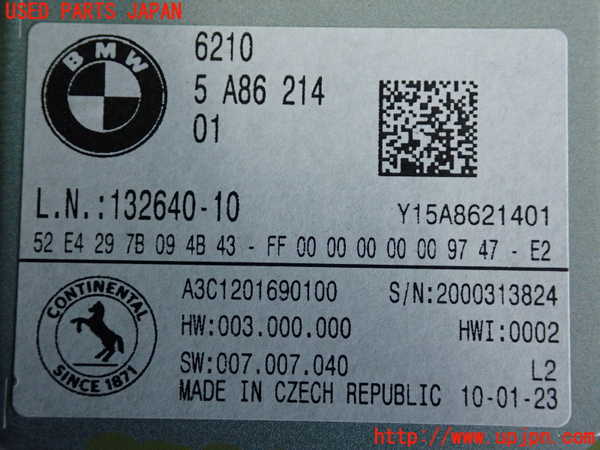 USED PARTS JAPAN
BMW
6210
5 A86 214
01
L.N.:132640-10
Y15A8621401
52 E4 29 7B 09 4B 43 - FF 00 00 00 00 00 97 47 - E2
CONTINENTAL
SINCE 1871
A3C1201690100
S/N:2000313824
HW:003.000.000
HWI:0002
SW:007.007.040
L2
MADE IN CZECH REPUBLIC
10-01-23
http://www.upjpn.com/